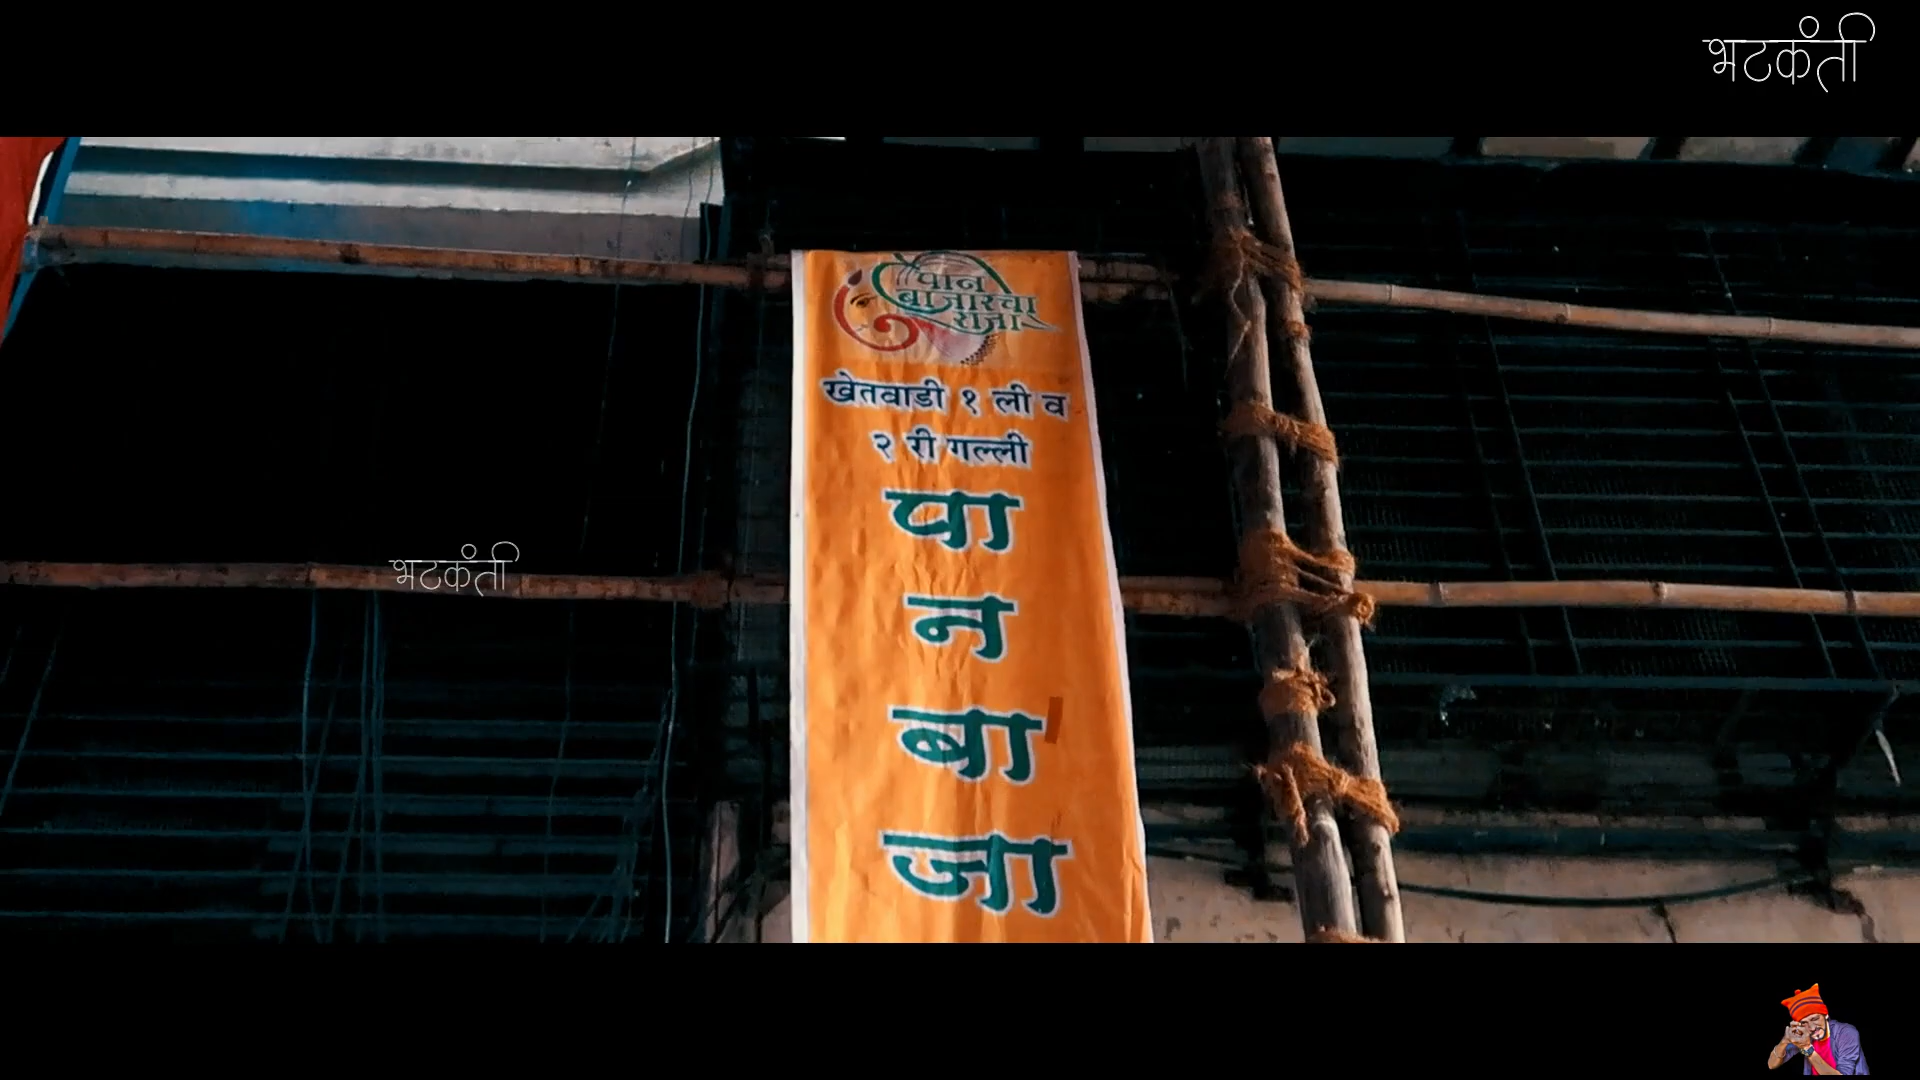 भटकंती
पान
बाजारचा
राजा
खेतवाडी १ ली व
२ री गल्ली
पा
न
बा
जा
भटकंती